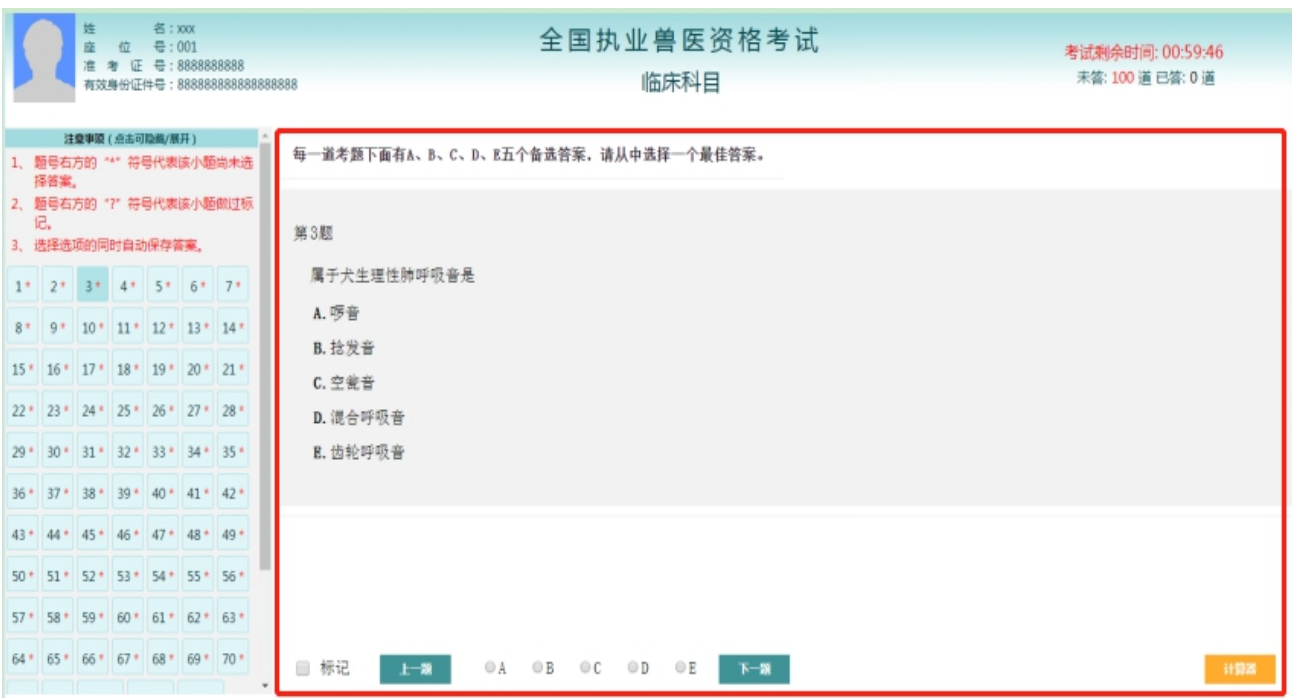 姓 名：xxx
座 位 号：001
准 考 证 号：8888888888
有效身份证件号：888888888888888888
全国执业兽医资格考试
临床科目
考试剩余时间: 00:59:46
未答: 100 道 已答: 0 道
注意事项（点击可隐藏/展开）
1、 题号右方的 "*" 符号代表该小题尚未选
择答案。
2、 题号右方的 "?" 符号代表该小题做过标
记。
3、 选择选项的同时自动保存答案。
1* 2* 3* 4* 5* 6* 7*
8* 9* 10* 11* 12* 13* 14*
15* 16* 17* 18* 19* 20* 21*
22* 23* 24* 25* 26* 27* 28*
29* 30* 31* 32* 33* 34* 35*
36* 37* 38* 39* 40* 41* 42*
43* 44* 45* 46* 47* 48* 49*
50* 51* 52* 53* 54* 55* 56*
57* 58* 59* 60* 61* 62* 63*
64* 65* 66* 67* 68* 69* 70*
每一道考题下面有A、B、C、D、E五个备选答案，请从中选择一个最佳答案。
第3题
属于犬生理性肺呼吸音是
A. 啰音
B. 捻发音
C. 空瓮音
D. 混合呼吸音
E. 齿轮呼吸音
标记 上一题 A B C D E 下一题 计算器